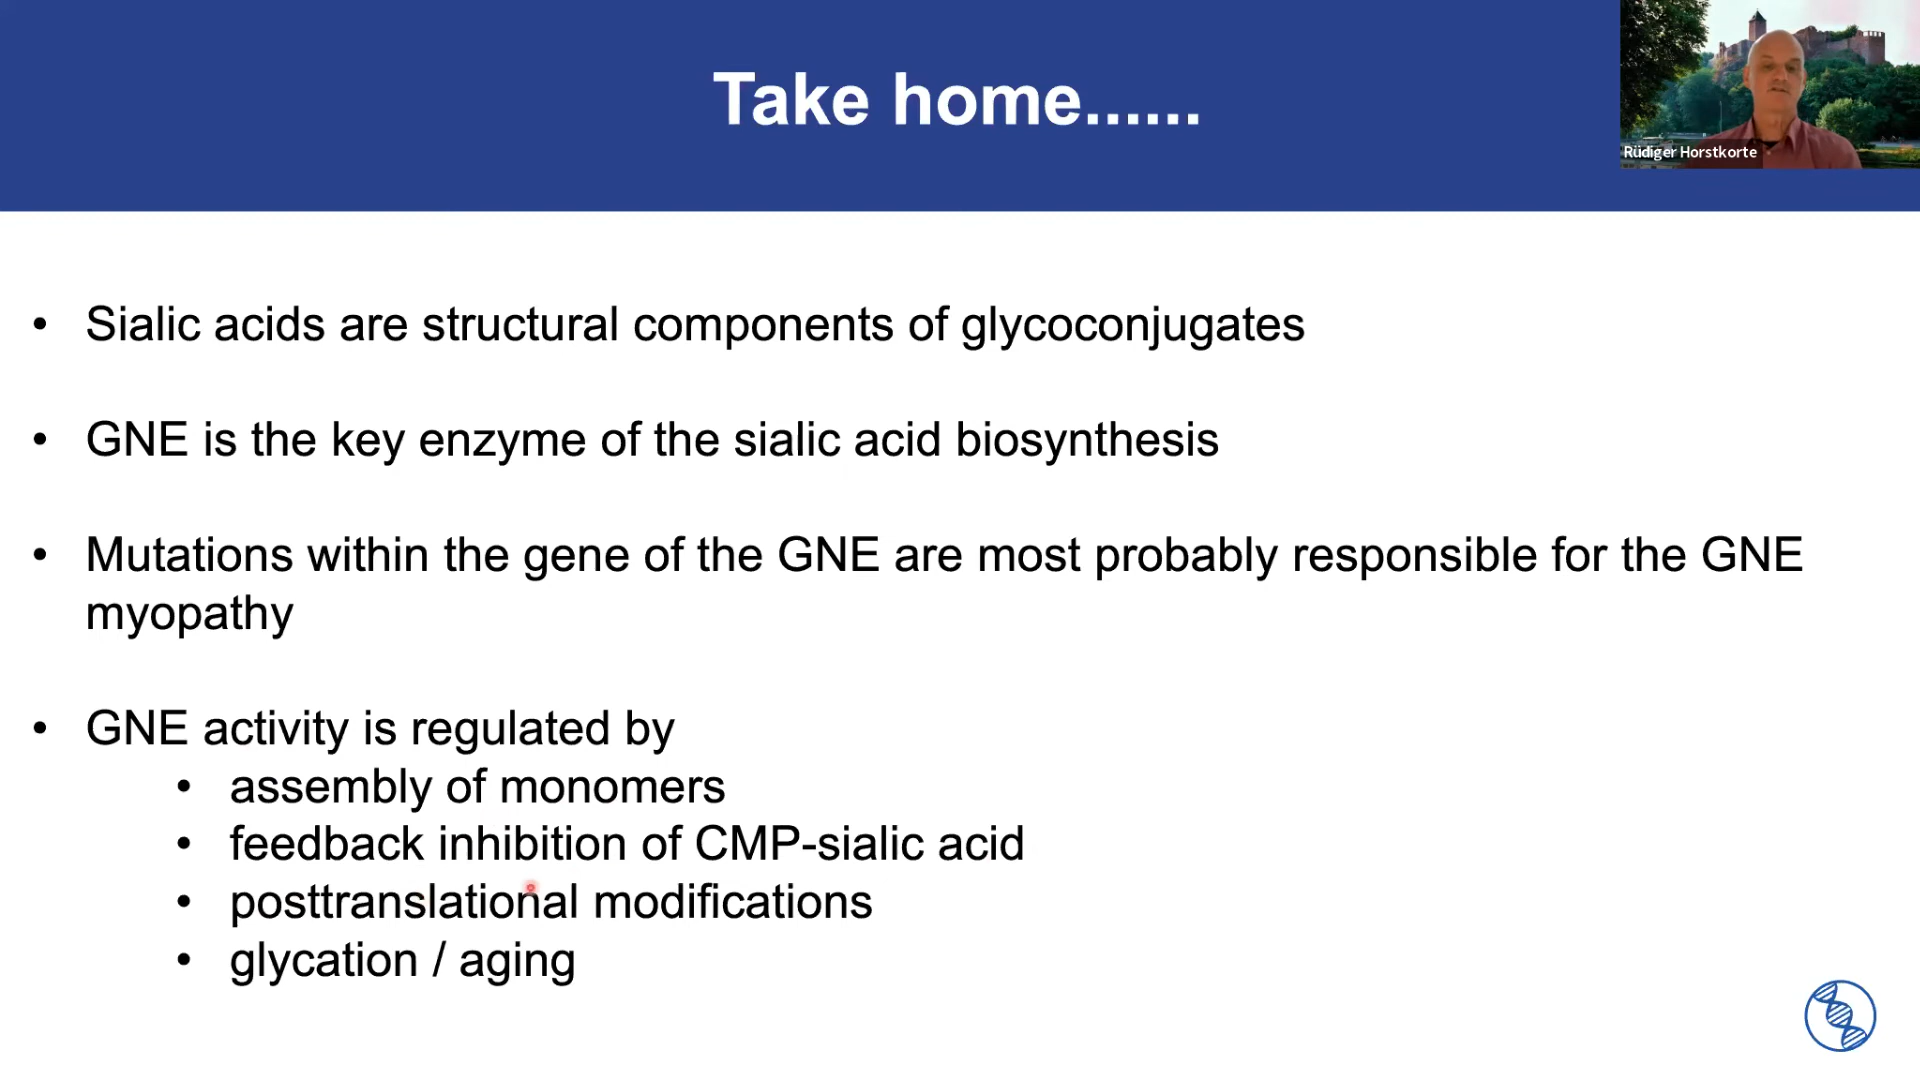 Take home......
Rüdiger Horstkorte
• Sialic acids are structural components of glycoconjugates
• GNE is the key enzyme of the sialic acid biosynthesis
• Mutations within the gene of the GNE are most probably responsible for the GNE
myopathy
• GNE activity is regulated by
• assembly of monomers
• feedback inhibition of CMP-sialic acid
• posttranslational modifications
• glycation / aging